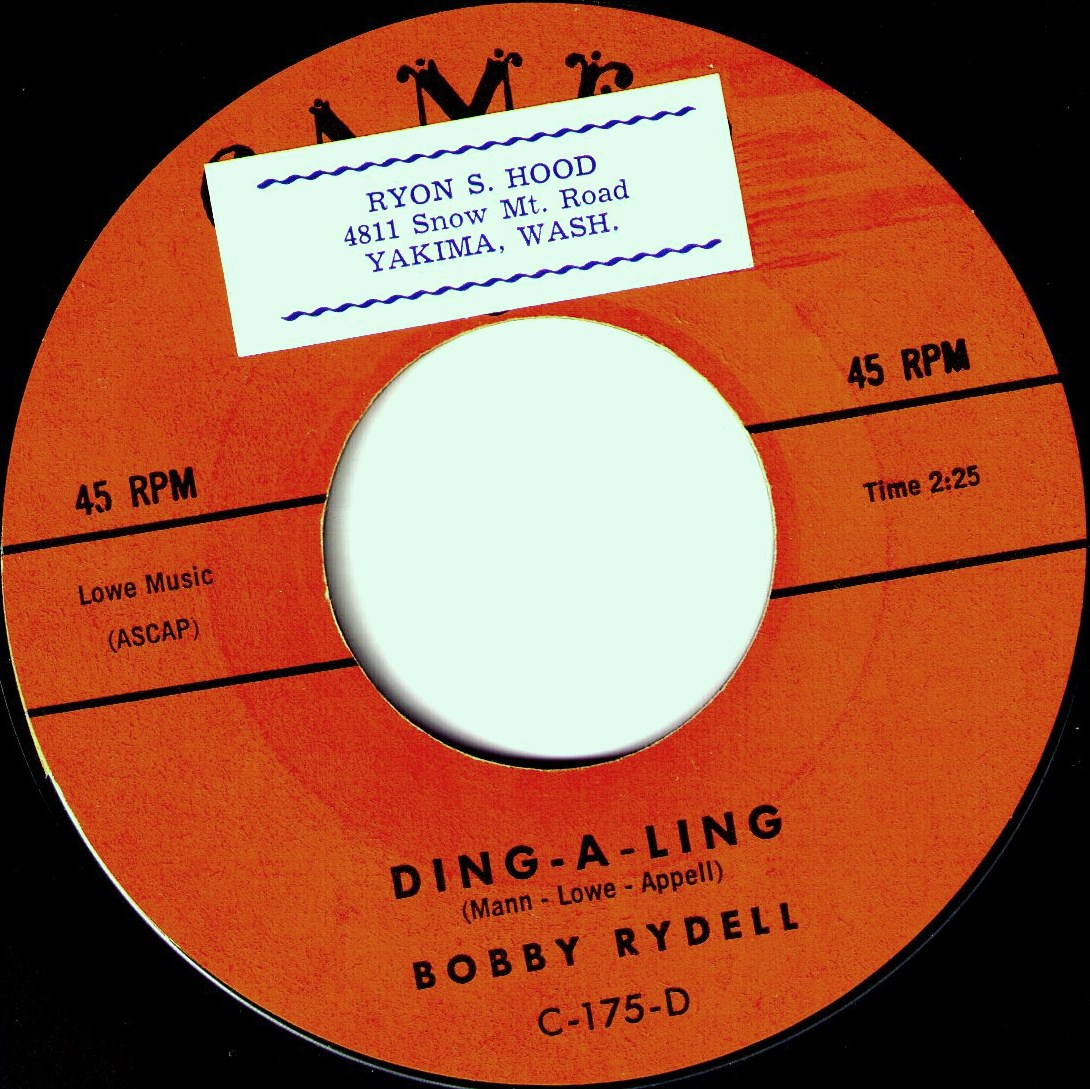 RYON S. HOOD
4811 Snow Mt. Road
YAKIMA, WASH.
45 RPM
45 RPM
Time 2:25
Lowe Music
(ASCAP)
DING-A-LING
(Mann - Lowe - Appell)
BOBBY RYDELL
C-175-D